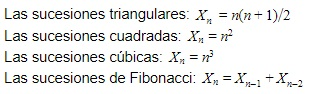 Las sucesiones triangulares: Xₙ = n(n+1)/2
Las sucesiones cuadradas: Xₙ = n²
Las sucesiones cúbicas: Xₙ = n³
Las sucesiones de Fibonacci: Xₙ = Xₙ₋₁ + Xₙ₋₂